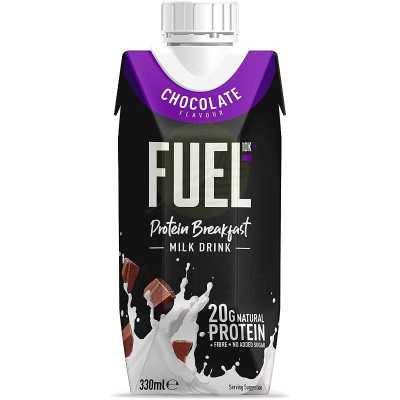 CHOCOLATE
FLAVOUR
FUEL
10K
Protein Breakfast
MILK DRINK
20G NATURAL
PROTEIN
+ FIBRE + NO ADDED SUGAR
330ml ℮
Serving Suggestion